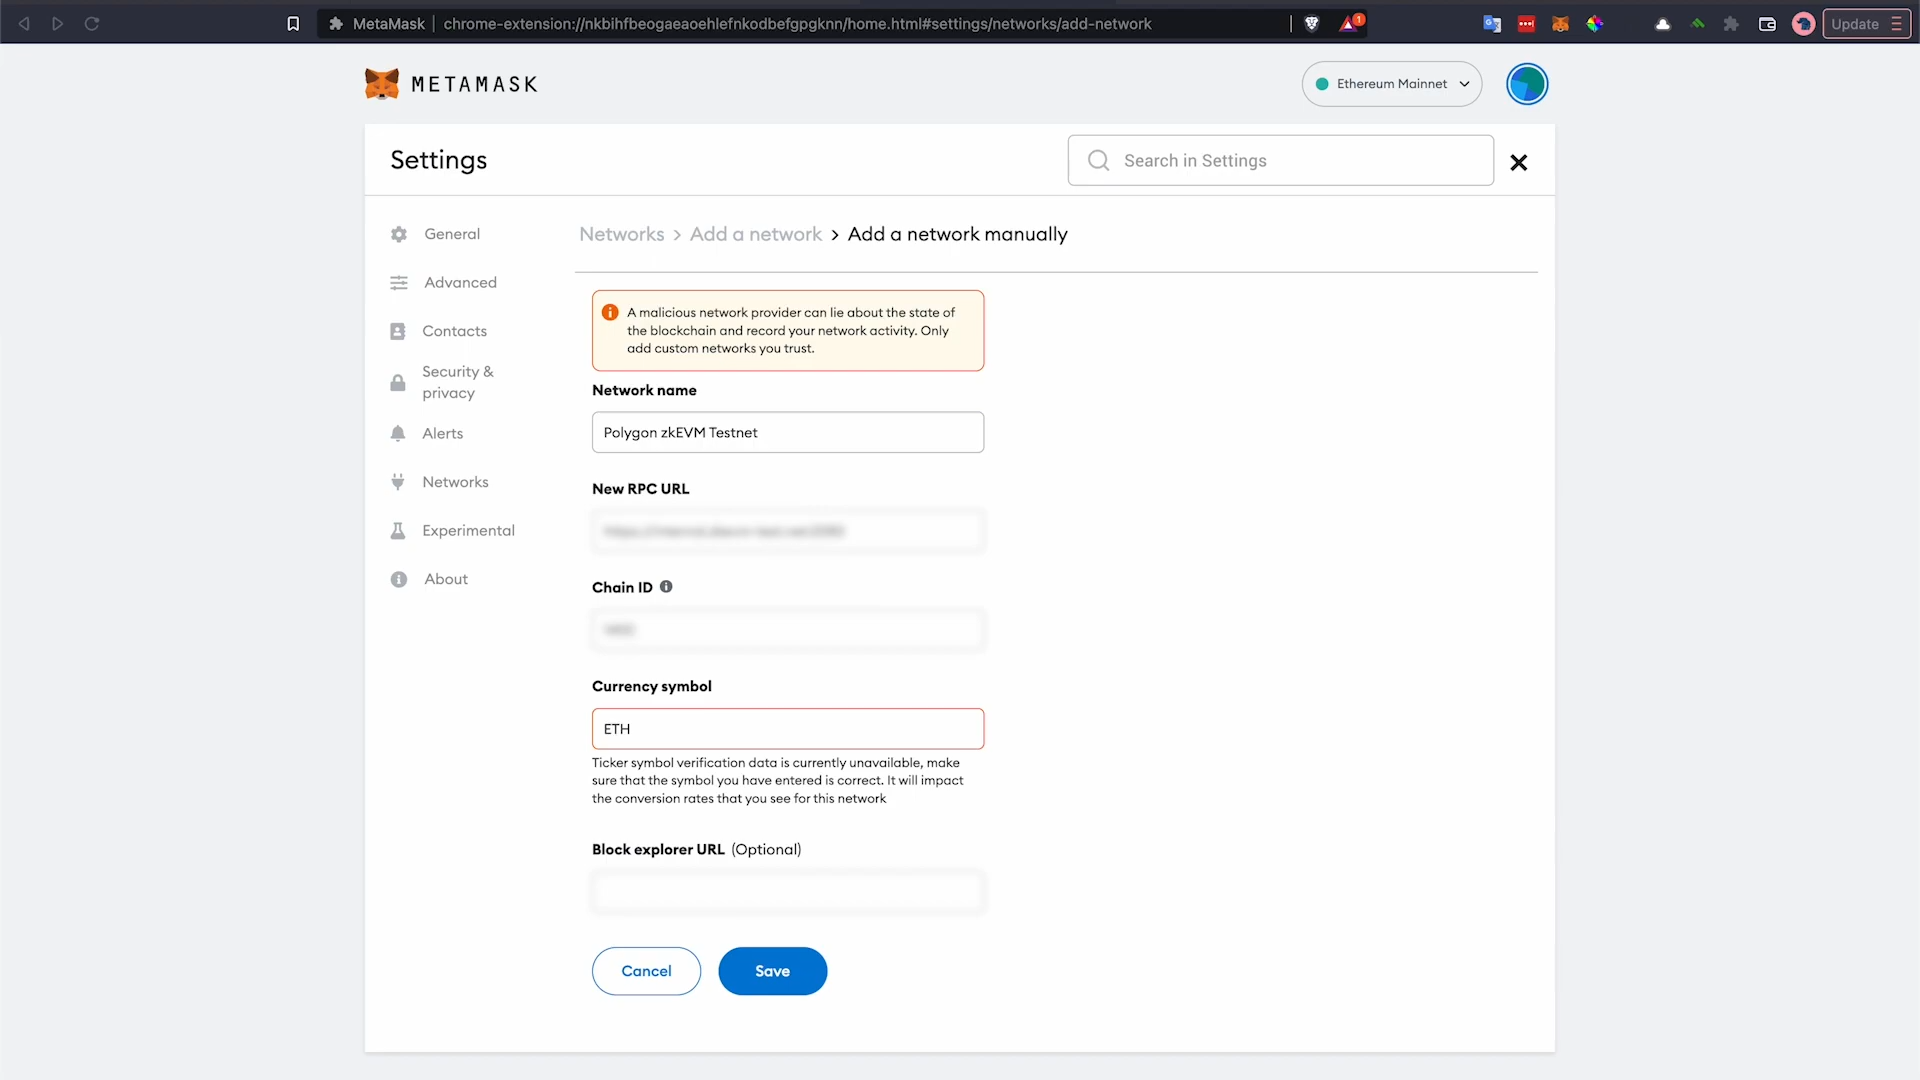 MetaMask
chrome-extension://nkbihfbeogaeaoehlefnkodbefgpgknn/home.html#settings/networks/add-network
1
Update
METAMASK
Ethereum Mainnet
Settings
Search in Settings
General
Advanced
Contacts
Security &
privacy
Alerts
Networks
Experimental
About
Networks > Add a network > Add a network manually
A malicious network provider can lie about the state of
the blockchain and record your network activity. Only
add custom networks you trust.
Network name
Polygon zkEVM Testnet
New RPC URL
Chain ID
Currency symbol
ETH
Ticker symbol verification data is currently unavailable, make
sure that the symbol you have entered is correct. It will impact
the conversion rates that you see for this network
Block explorer URL (Optional)
Cancel
Save